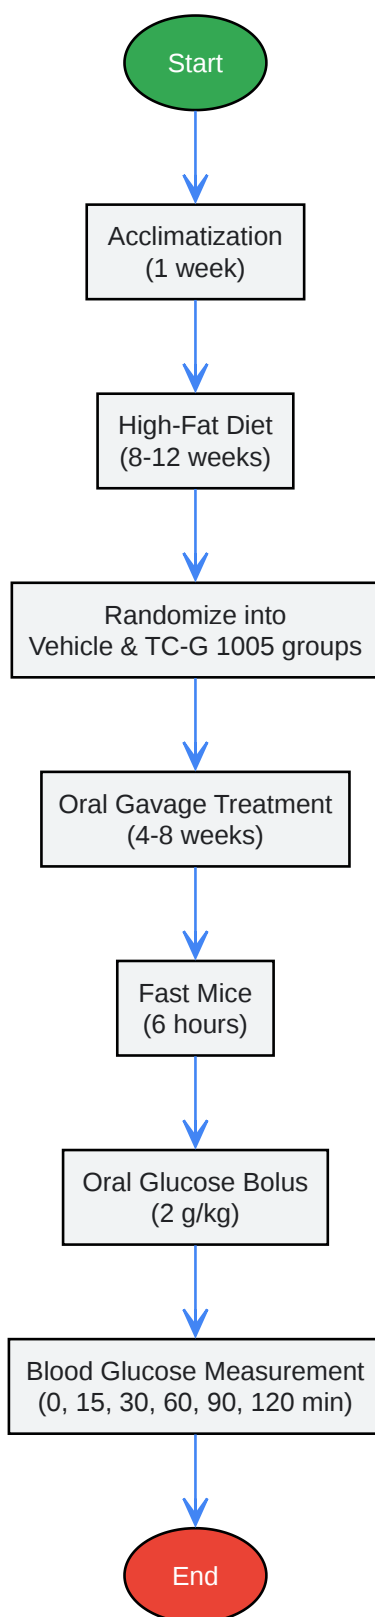 Start
Acclimatization
(1 week)
High-Fat Diet
(8-12 weeks)
Randomize into
Vehicle & TC-G 1005 groups
Oral Gavage Treatment
(4-8 weeks)
Fast Mice
(6 hours)
Oral Glucose Bolus
(2 g/kg)
Blood Glucose Measurement
(0, 15, 30, 60, 90, 120 min)
End